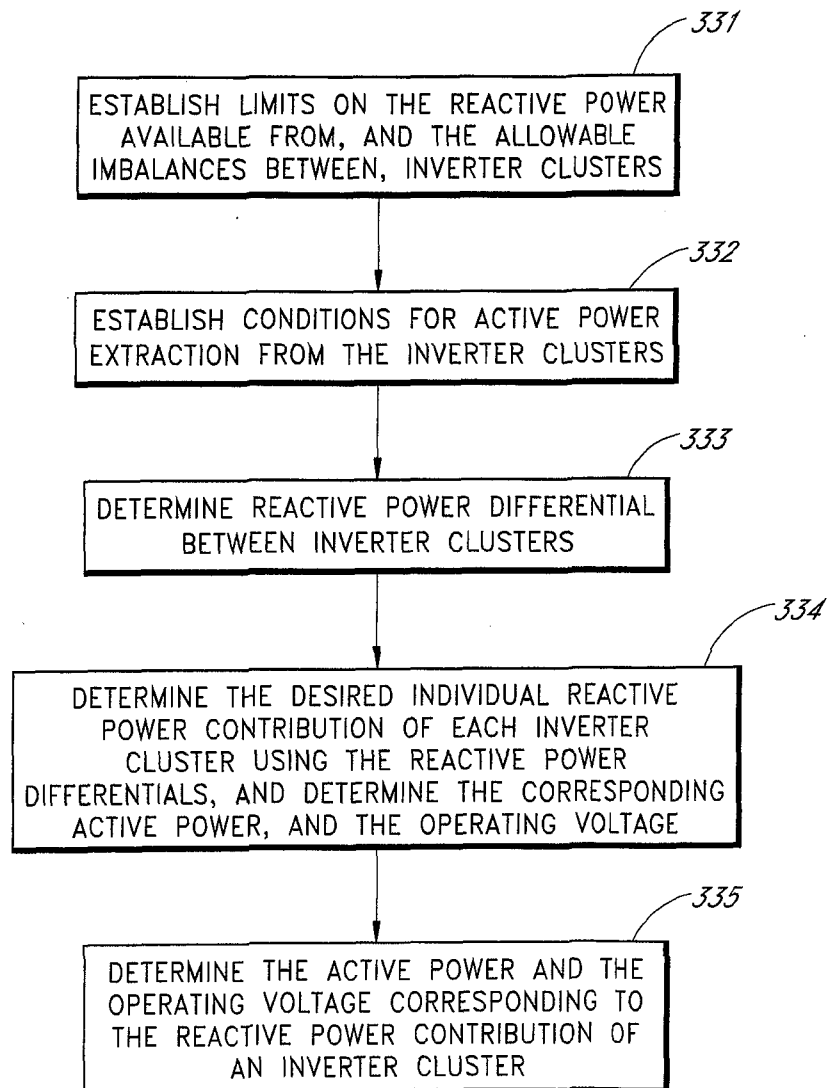 331
ESTABLISH LIMITS ON THE REACTIVE POWER
AVAILABLE FROM, AND THE ALLOWABLE
IMBALANCES BETWEEN, INVERTER CLUSTERS
332
ESTABLISH CONDITIONS FOR ACTIVE POWER
EXTRACTION FROM THE INVERTER CLUSTERS
333
DETERMINE REACTIVE POWER DIFFERENTIAL
BETWEEN INVERTER CLUSTERS
334
DETERMINE THE DESIRED INDIVIDUAL REACTIVE
POWER CONTRIBUTION OF EACH INVERTER
CLUSTER USING THE REACTIVE POWER
DIFFERENTIALS, AND DETERMINE THE CORRESPONDING
ACTIVE POWER, AND THE OPERATING VOLTAGE
335
DETERMINE THE ACTIVE POWER AND THE
OPERATING VOLTAGE CORRESPONDING TO
THE REACTIVE POWER CONTRIBUTION OF
AN INVERTER CLUSTER